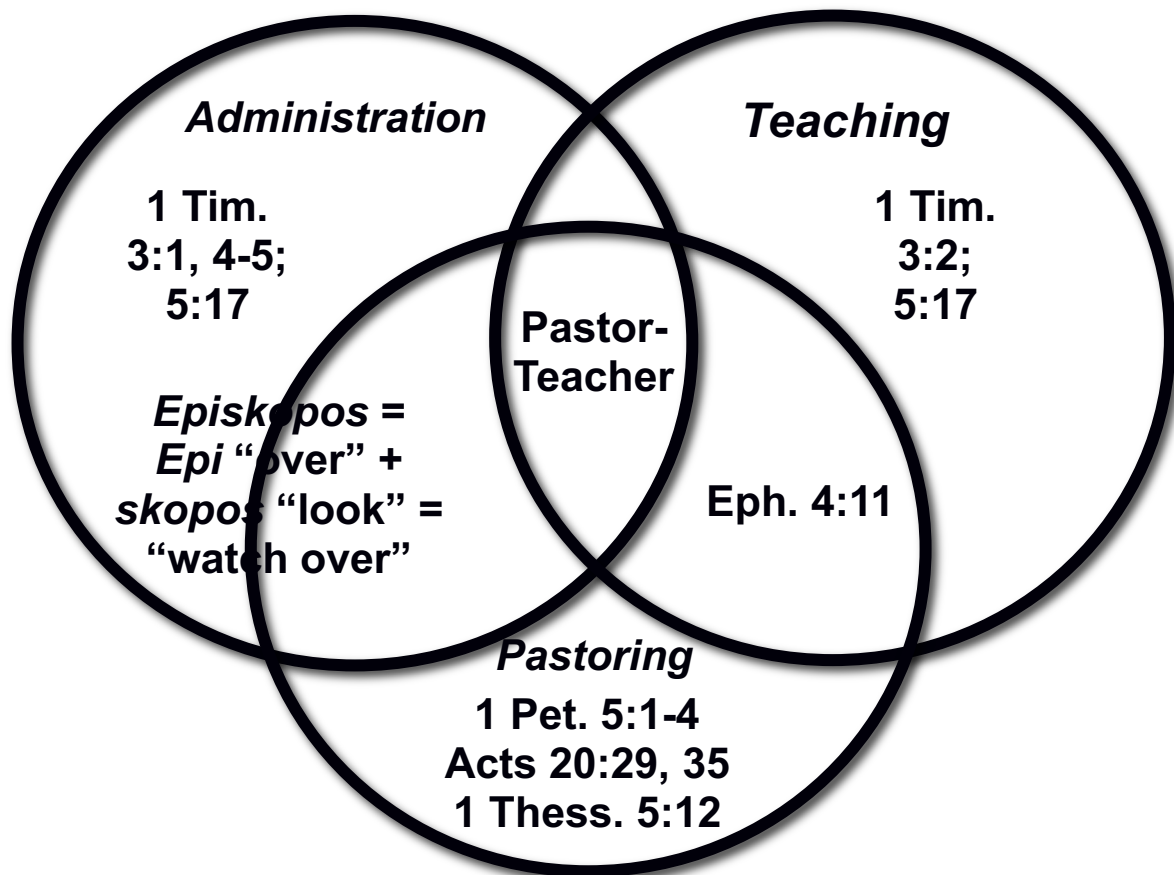 Administration
1 Tim.
3:1, 4-5;
5:17
Episkopos =
Epi “over” +
skopos “look” =
“watch over”
Teaching
1 Tim.
3:2;
5:17
Pastor-
Teacher
Eph. 4:11
Pastoring
1 Pet. 5:1-4
Acts 20:29, 35
1 Thess. 5:12